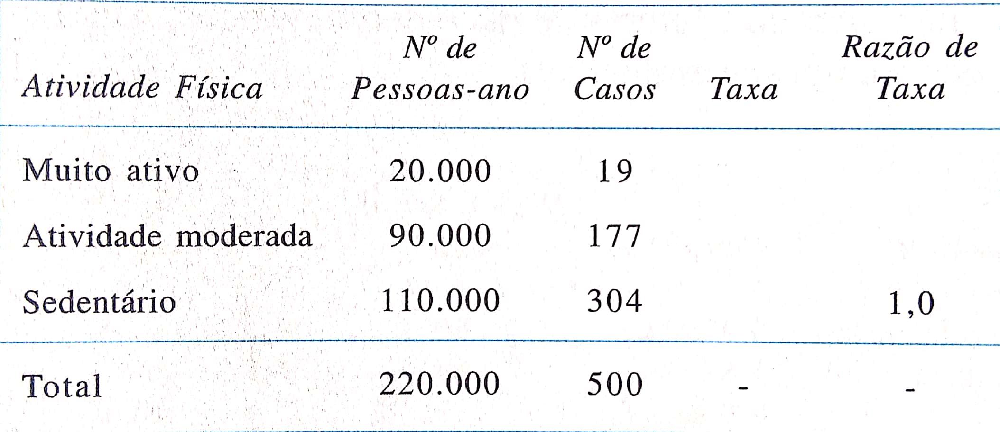 Atividade Física Nº de Pessoas-ano Nº de Casos Taxa Razão de Taxa
Muito ativo 20.000 19
Atividade moderada 90.000 177
Sedentário 110.000 304 1,0
Total 220.000 500 - -